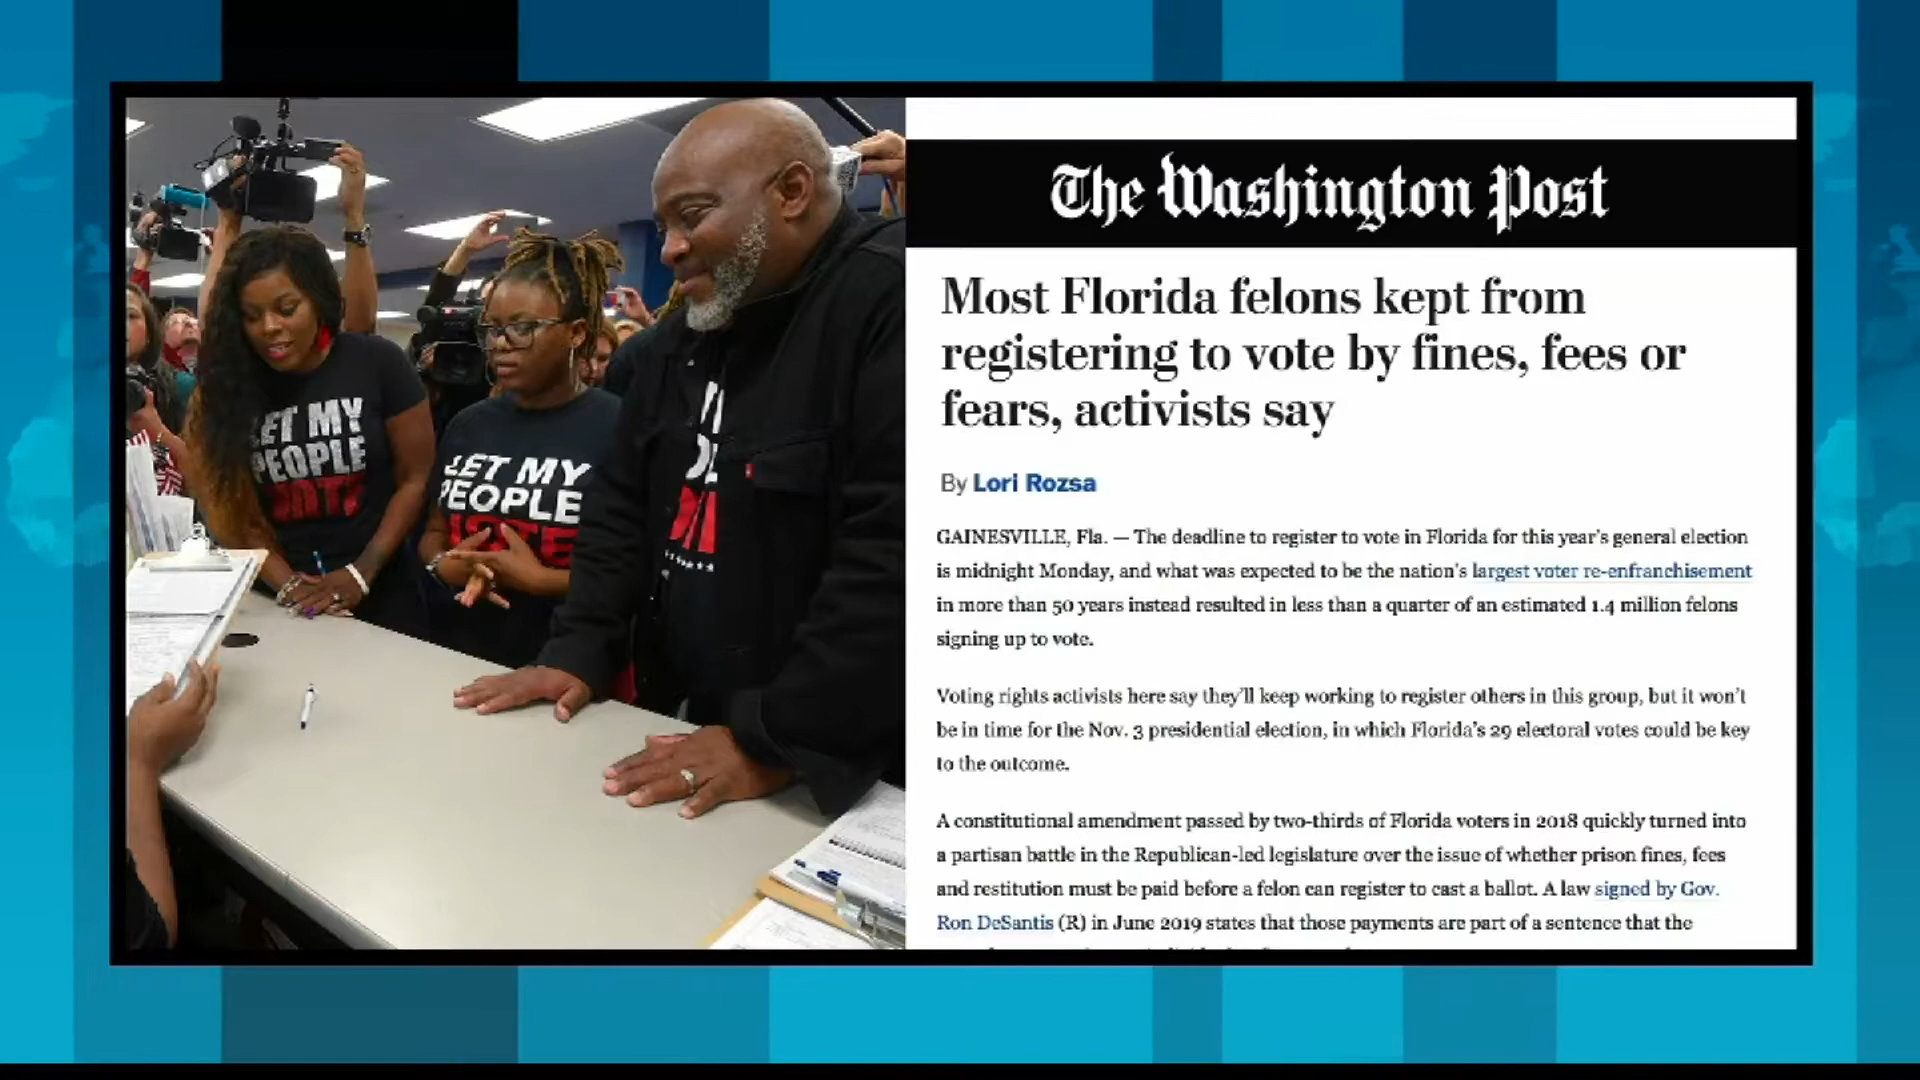 LET MY
PEOPLE
VOTE
LET MY
PEOPLE
VOTE
The Washington Post
Most Florida felons kept from
registering to vote by fines, fees or
fears, activists say
By Lori Rozsa
GAINESVILLE, Fla. — The deadline to register to vote in Florida for this year's general election
is midnight Monday, and what was expected to be the nation's largest voter re-enfranchisement
in more than 50 years instead resulted in less than a quarter of an estimated 1.4 million felons
signing up to vote.
Voting rights activists here say they'll keep working to register others in this group, but it won't
be in time for the Nov. 3 presidential election, in which Florida's 29 electoral votes could be key
to the outcome.
A constitutional amendment passed by two-thirds of Florida voters in 2018 quickly turned into
a partisan battle in the Republican-led legislature over the issue of whether prison fines, fees
and restitution must be paid before a felon can register to cast a ballot. A law signed by Gov.
Ron DeSantis (R) in June 2019 states that those payments are part of a sentence that the